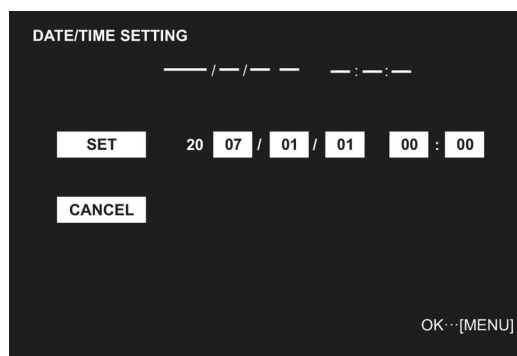 DATE/TIME SETTING
——/—/— — —:—:—
SET 20 07 / 01 / 01 00 : 00
CANCEL
OK···[MENU]